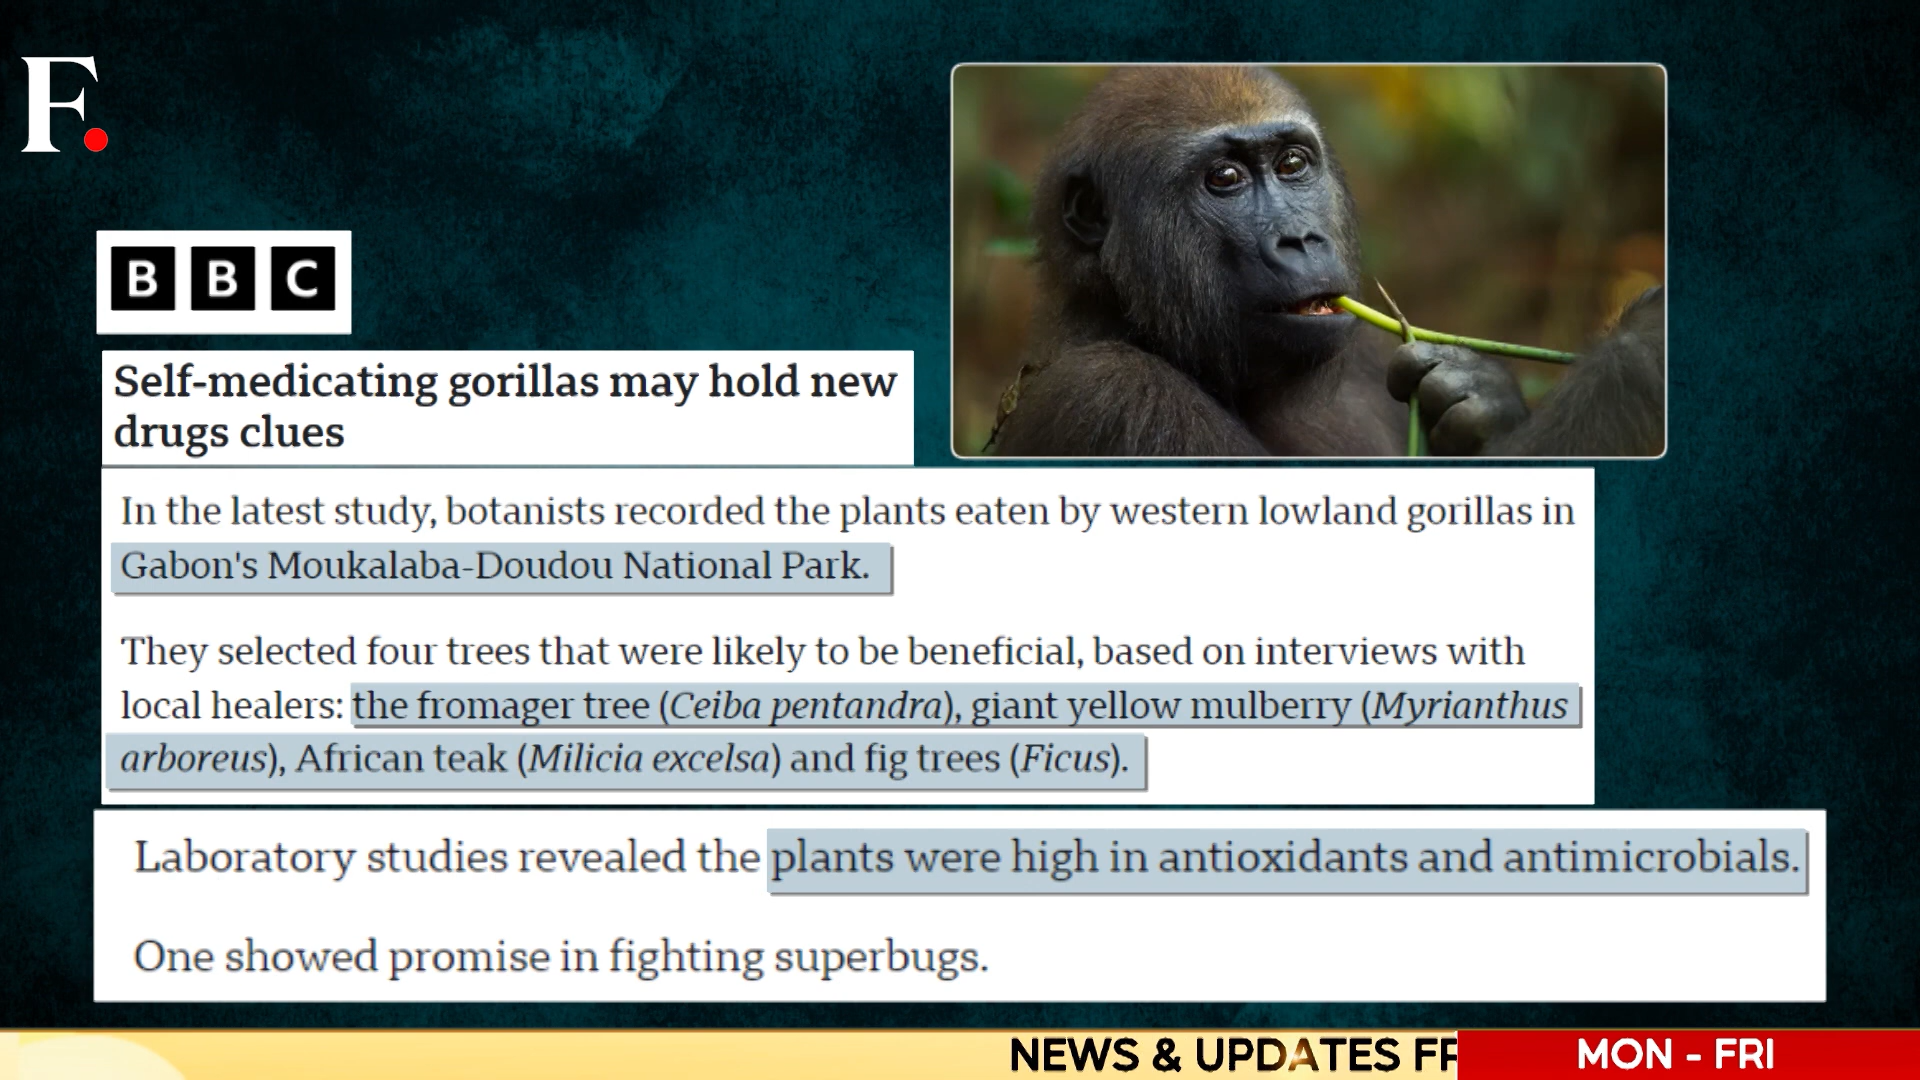 F.
BBC
Self-medicating gorillas may hold new
drugs clues
In the latest study, botanists recorded the plants eaten by western lowland gorillas in
Gabon's Moukalaba-Doudou National Park.
They selected four trees that were likely to be beneficial, based on interviews with
local healers: the fromager tree (Ceiba pentandra), giant yellow mulberry (Myrianthus
arboreus), African teak (Milicia excelsa) and fig trees (Ficus).
Laboratory studies revealed the plants were high in antioxidants and antimicrobials.
One showed promise in fighting superbugs.
NEWS & UPDATES FR
MON - FRI